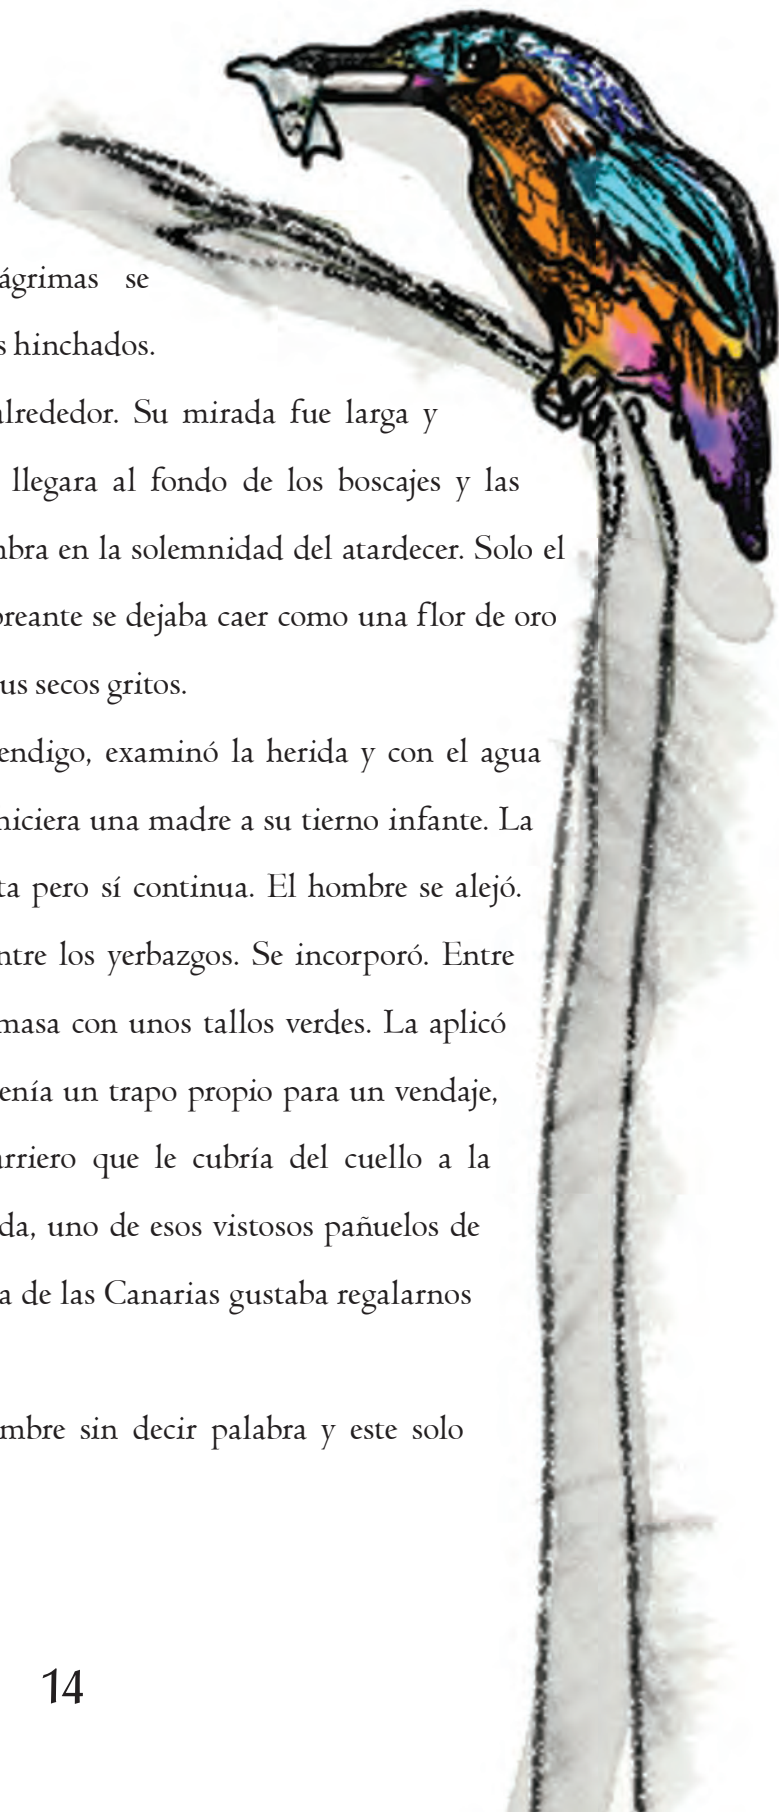 ágrimas se
s hinchados.
alrededor. Su mirada fue larga y
llegara al fondo de los boscajes y las
mbra en la solemnidad del atardecer. Solo el
oreante se dejaba caer como una flor de oro
us secos gritos.
endigo, examinó la herida y con el agua
hiciera una madre a su tierno infante. La
ta pero sí continua. El hombre se alejó.
ntre los yerbazgos. Se incorporó. Entre
masa con unos tallos verdes. La aplicó
enía un trapo propio para un vendaje,
arriero que le cubría del cuello a la
da, uno de esos vistosos pañuelos de
a de las Canarias gustaba regalarnos
mbre sin decir palabra y este solo
14